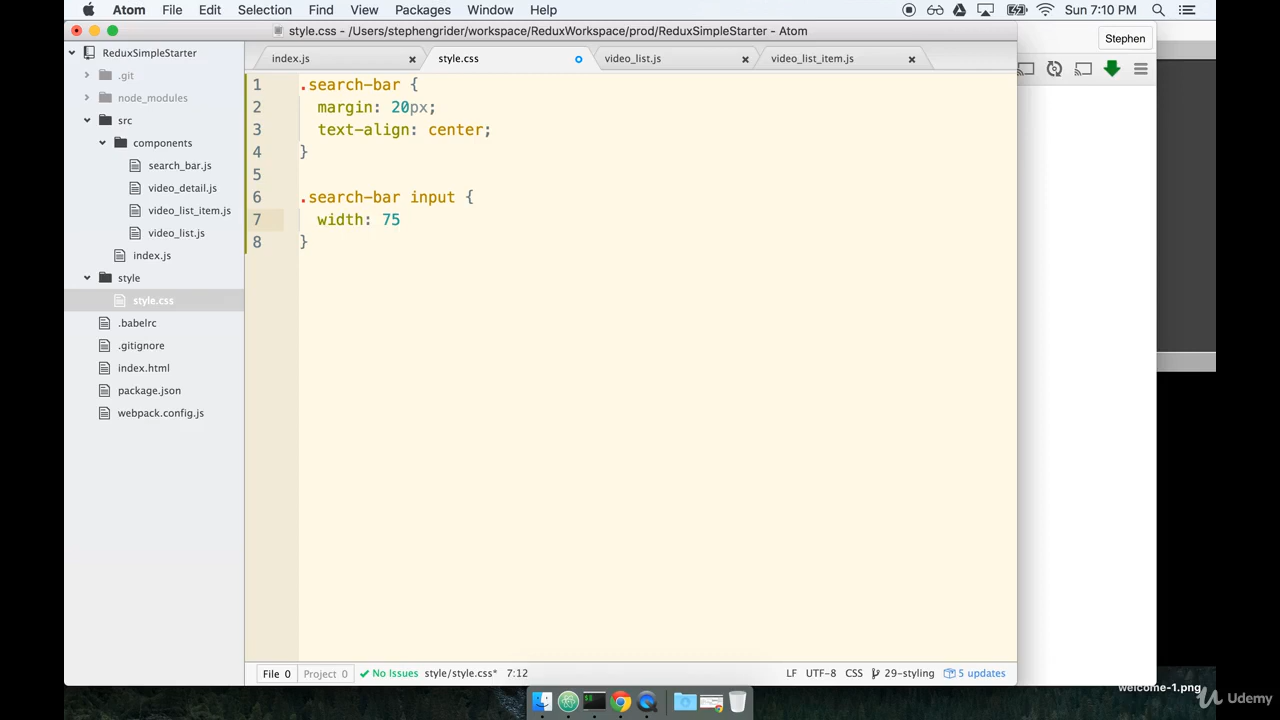 Atom File Edit Selection Find View Packages Window Help Sun 7:10 PM
style.css - /Users/stephengrider/workspace/ReduxWorkspace/prod/ReduxSimpleStarter - Atom
Stephen
ReduxSimpleStarter
.git
node_modules
src
components
search_bar.js
video_detail.js
video_list_item.js
video_list.js
index.js
style
style.css
.babelrc
.gitignore
index.html
package.json
webpack.config.js
index.js style.css video_list.js video_list_item.js
1 .search-bar {
2 margin: 20px;
3 text-align: center;
4 }
5
6 .search-bar input {
7 width: 75
8 }
File 0 Project 0 No Issues style/style.css* 7:12 LF UTF-8 CSS 29-styling 5 updates
welcome-1.png
Udemy